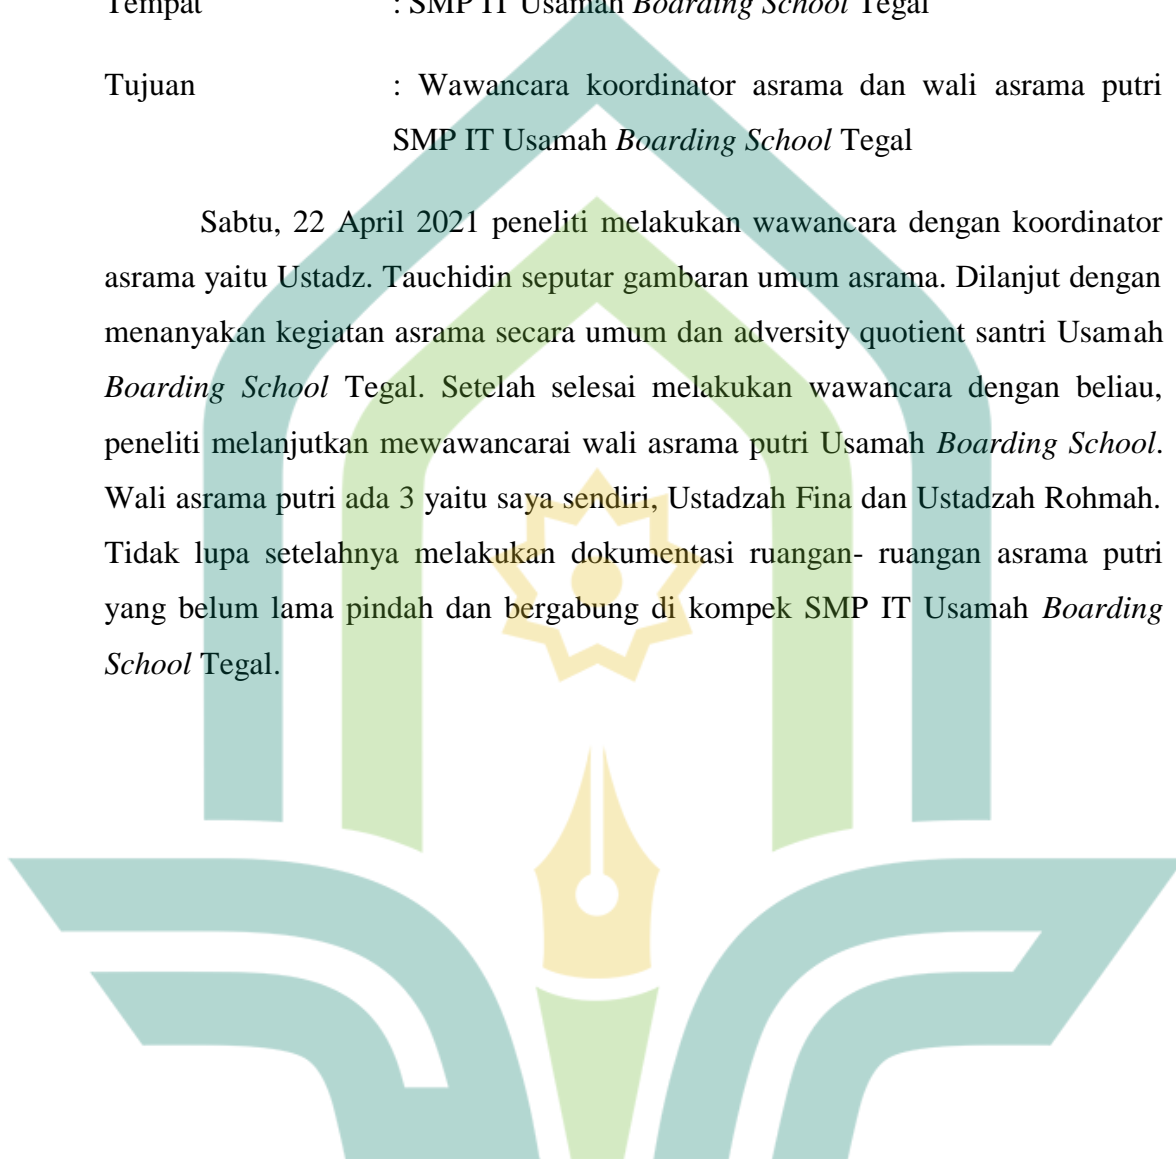 Tempat : SMP IT Usamah Boarding School Tegal
Tujuan : Wawancara koordinator asrama dan wali asrama putri
SMP IT Usamah Boarding School Tegal
Sabtu, 22 April 2021 peneliti melakukan wawancara dengan koordinator
asrama yaitu Ustadz. Tauchidin seputar gambaran umum asrama. Dilanjut dengan
menanyakan kegiatan asrama secara umum dan adversity quotient santri Usamah
Boarding School Tegal. Setelah selesai melakukan wawancara dengan beliau,
peneliti melanjutkan mewawancarai wali asrama putri Usamah Boarding School.
Wali asrama putri ada 3 yaitu saya sendiri, Ustadzah Fina dan Ustadzah Rohmah.
Tidak lupa setelahnya melakukan dokumentasi ruangan- ruangan asrama putri
yang belum lama pindah dan bergabung di kompek SMP IT Usamah Boarding
School Tegal.